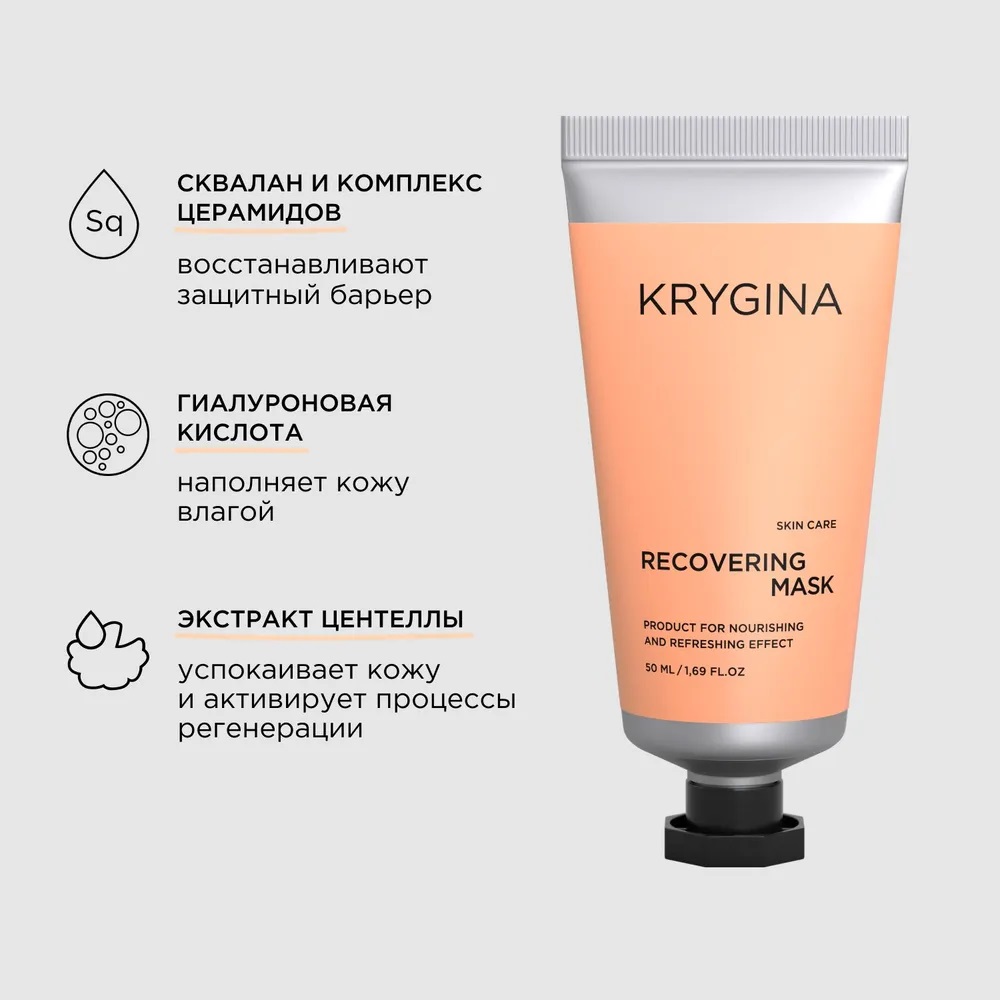 Sq
СКВАЛАН И КОМПЛЕКС
ЦЕРАМИДОВ
восстанавливают
защитный барьер
ГИАЛУРОНОВАЯ
КИСЛОТА
наполняет кожу
влагой
ЭКСТРАКТ ЦЕНТЕЛЛЫ
успокаивает кожу
и активирует процессы
регенерации
KRYGINA
SKIN CARE
RECOVERING
MASK
PRODUCT FOR NOURISHING
AND REFRESHING EFFECT
50 ML / 1,69 FL.OZ